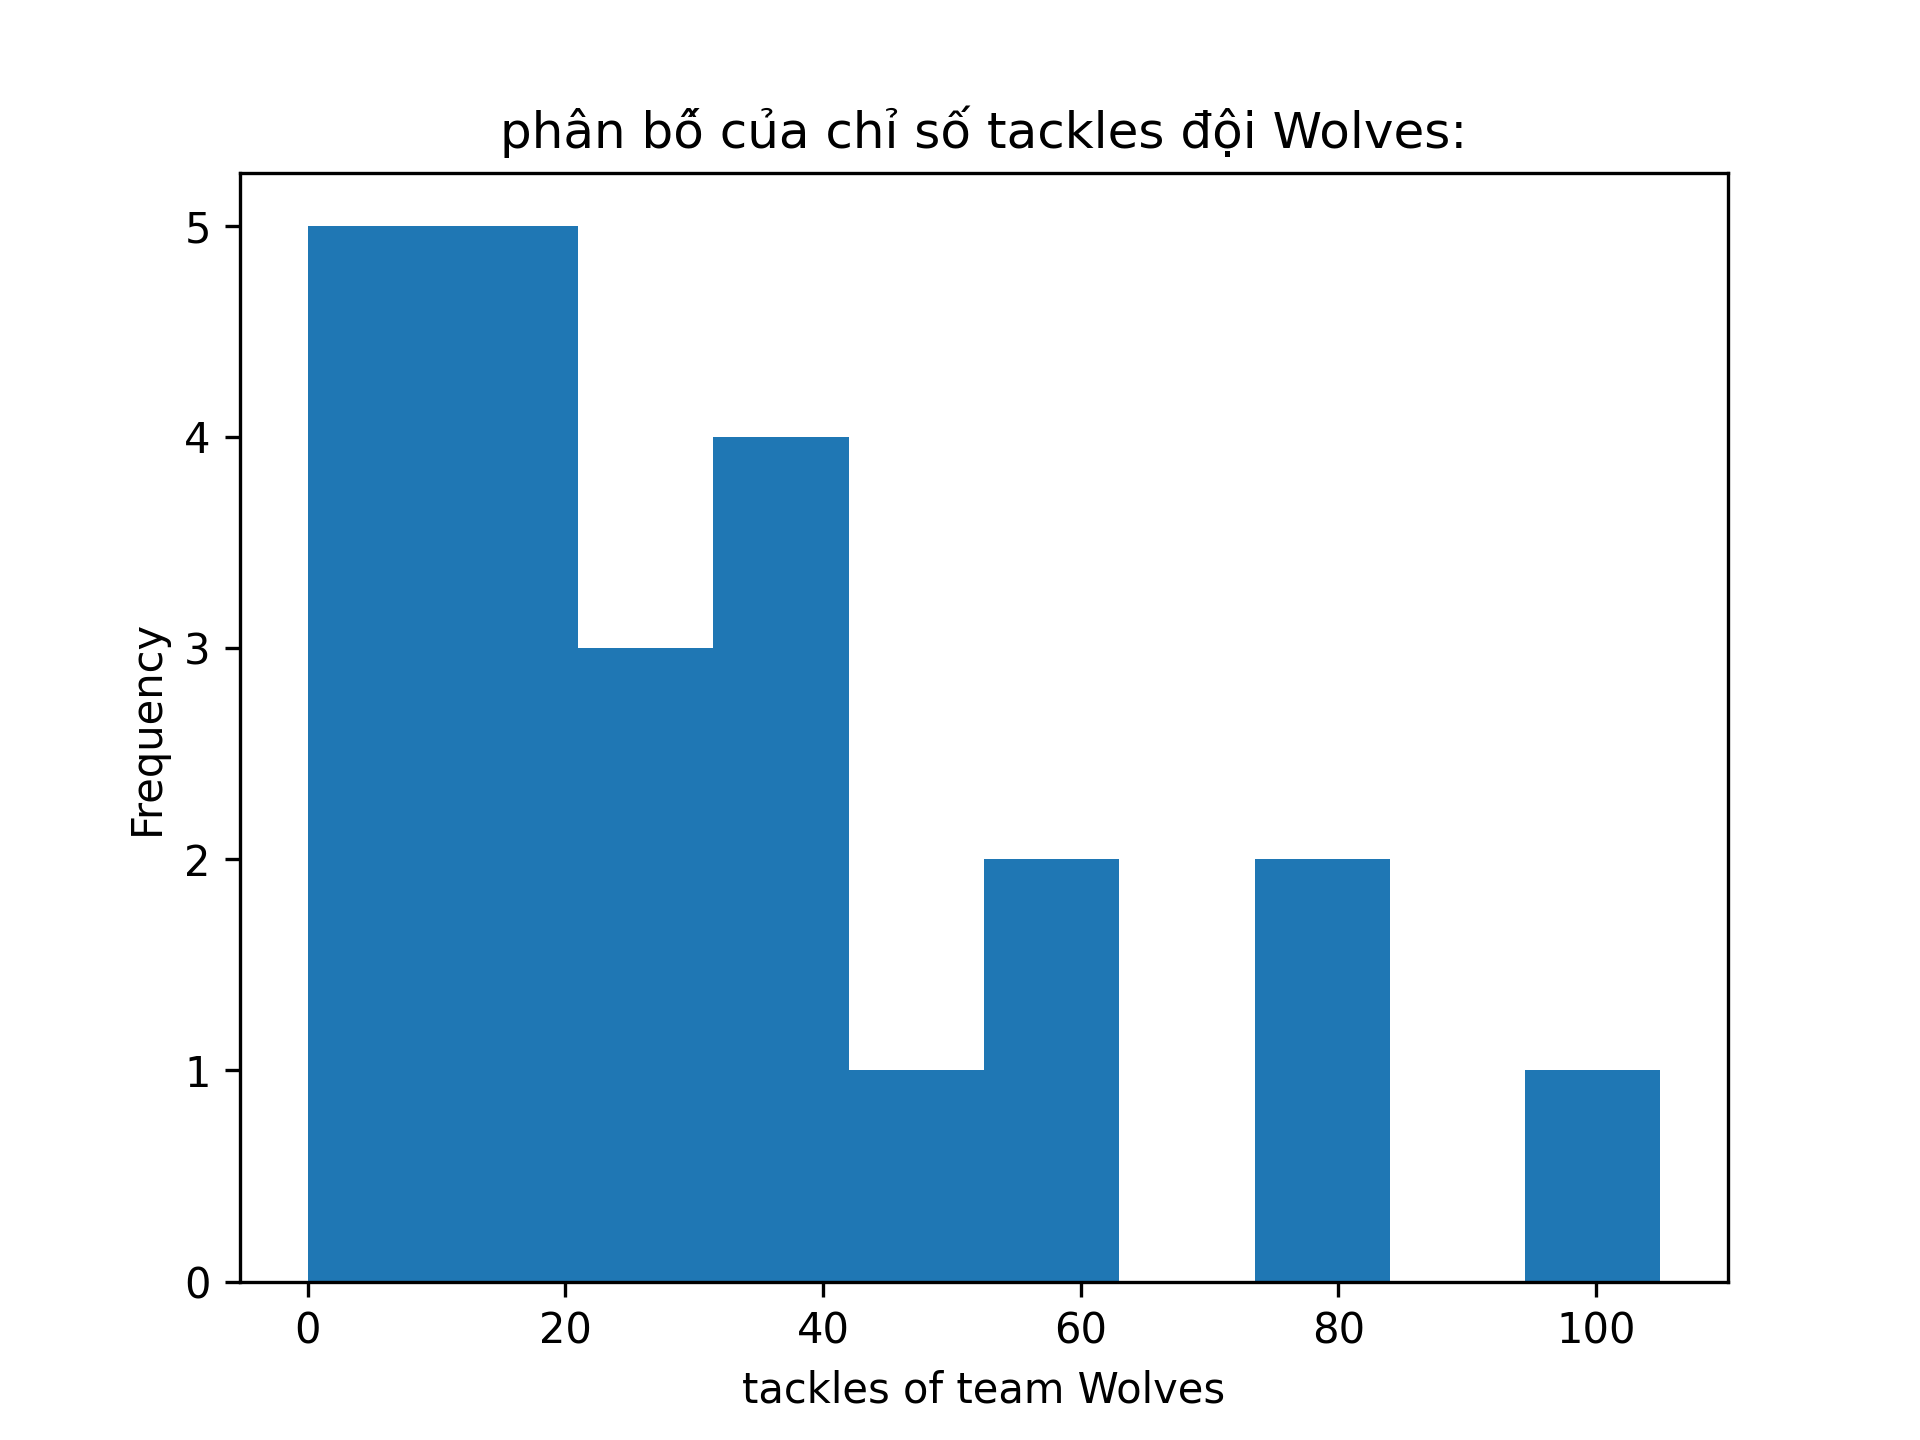 phân bố của chỉ số tackles đội Wolves:
5
4
3
2
1
0
Frequency
0 20 40 60 80 100
tackles of team Wolves